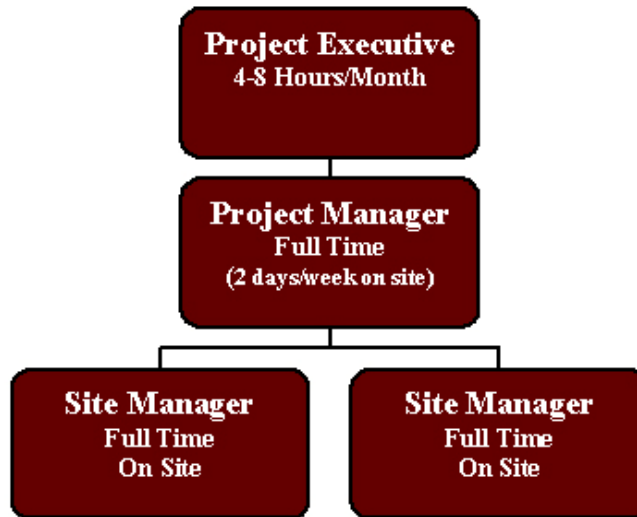 Project Executive
4-8 Hours/Month
Project Manager
Full Time
(2 days/week on site)
Site Manager
Full Time
On Site
Site Manager
Full Time
On Site